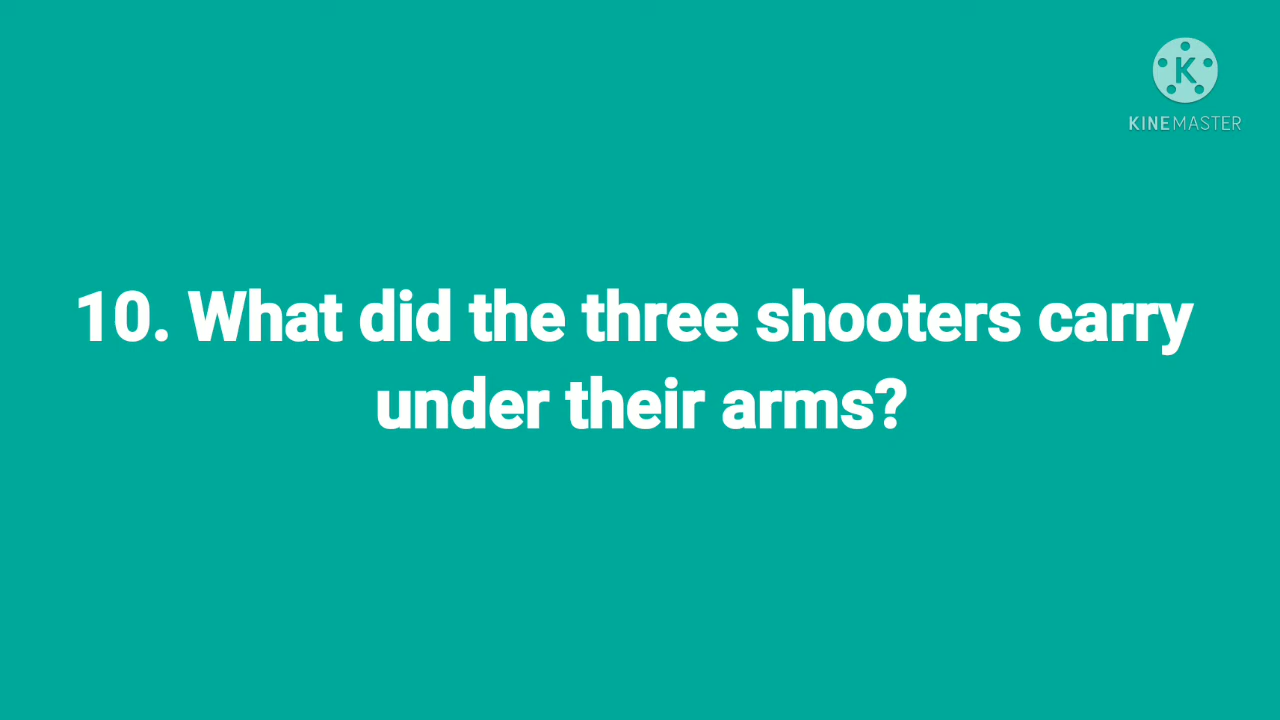 K
KINEMASTER
10. What did the three shooters carry
under their arms?